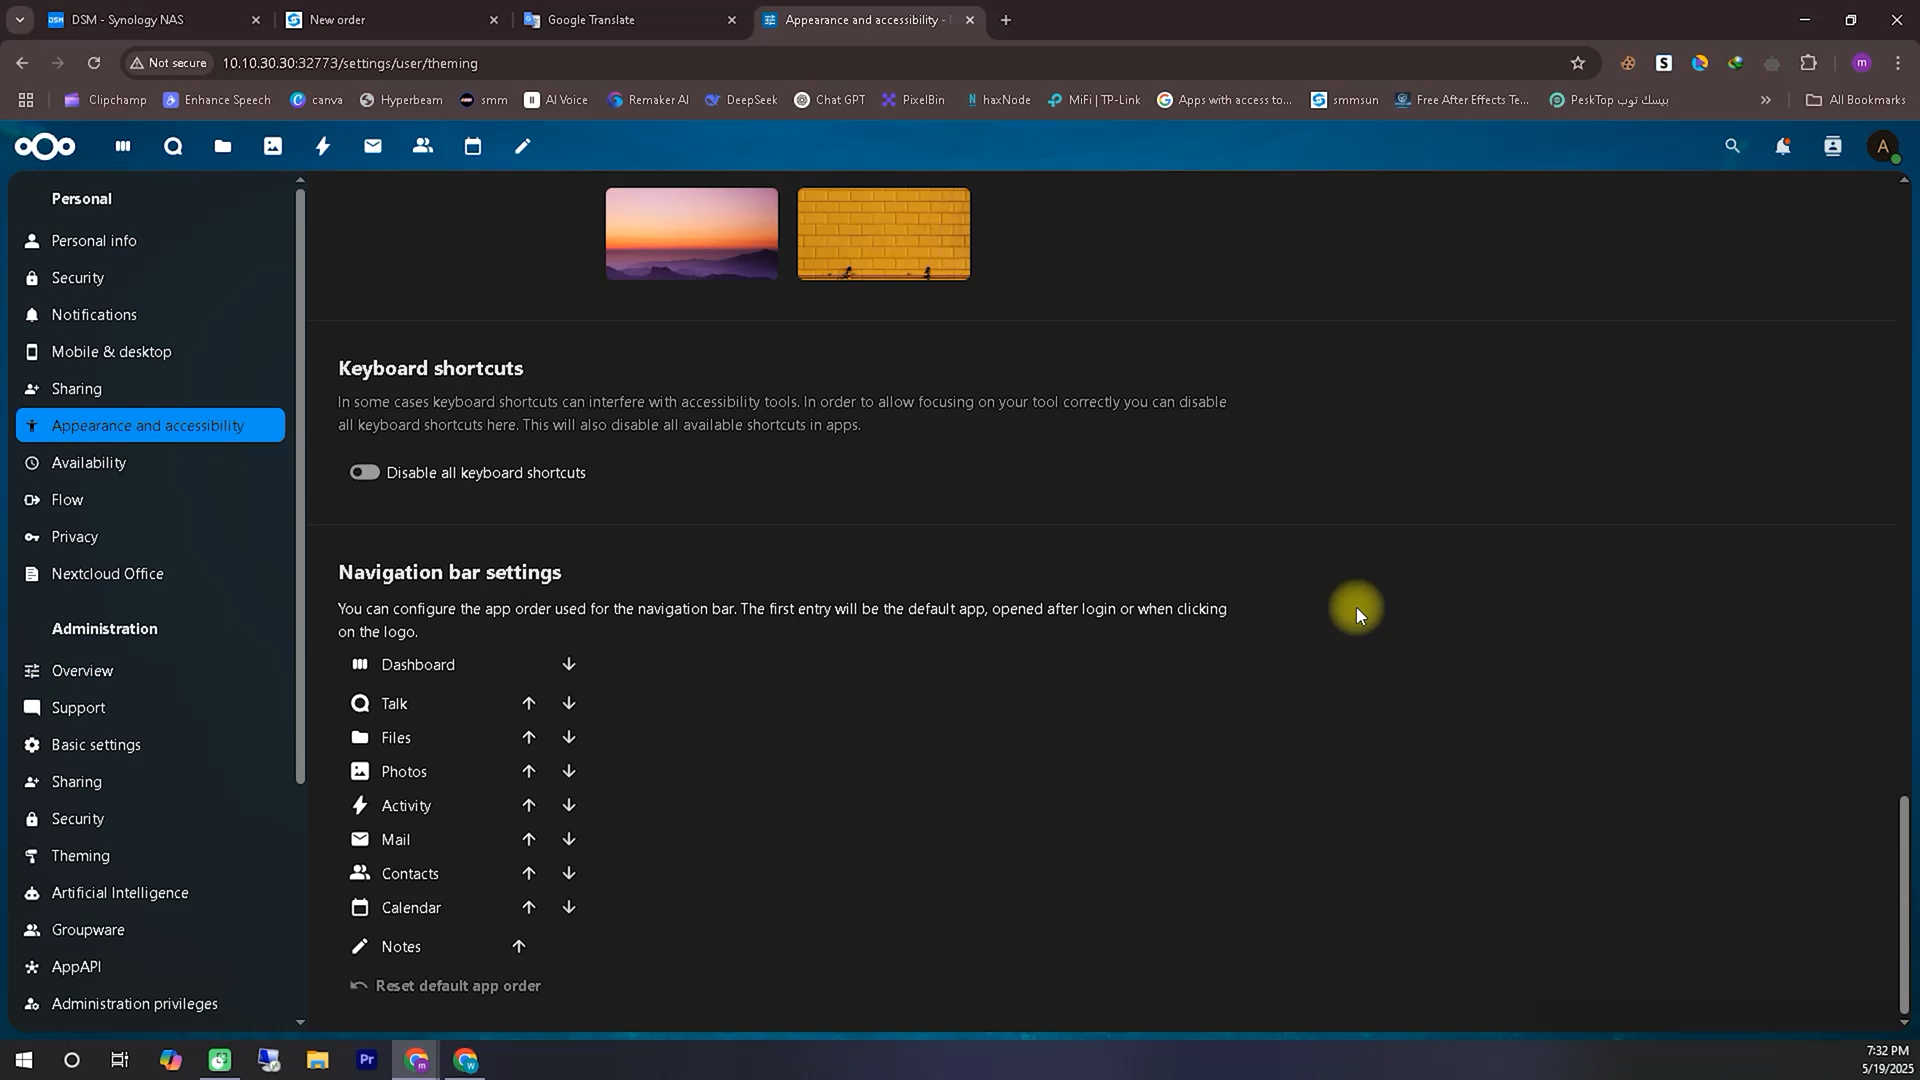 DSM - Synology NAS
New order
Google Translate
Appearance and accessibility -
Not secure
10.10.30.30:32773/settings/user/theming
Clipchamp
Enhance Speech
canva
Hyperbeam
smm
AI Voice
Remaker AI
DeepSeek
Chat GPT
PixelBin
haxNode
MiFi | TP-Link
Apps with access to...
smmsun
Free After Effects Te...
PeskTop بيسك توب
All Bookmarks
A
Personal
Personal info
Security
Notifications
Mobile & desktop
Sharing
Appearance and accessibility
Availability
Flow
Privacy
Nextcloud Office
Administration
Overview
Support
Basic settings
Sharing
Security
Theming
Artificial Intelligence
Groupware
AppAPI
Administration privileges
Keyboard shortcuts
In some cases keyboard shortcuts can interfere with accessibility tools. In order to allow focusing on your tool correctly you can disable
all keyboard shortcuts here. This will also disable all available shortcuts in apps.
Disable all keyboard shortcuts
Navigation bar settings
You can configure the app order used for the navigation bar. The first entry will be the default app, opened after login or when clicking
on the logo.
Dashboard
Talk
Files
Photos
Activity
Mail
Contacts
Calendar
Notes
Reset default app order
7:32 PM
5/19/2025